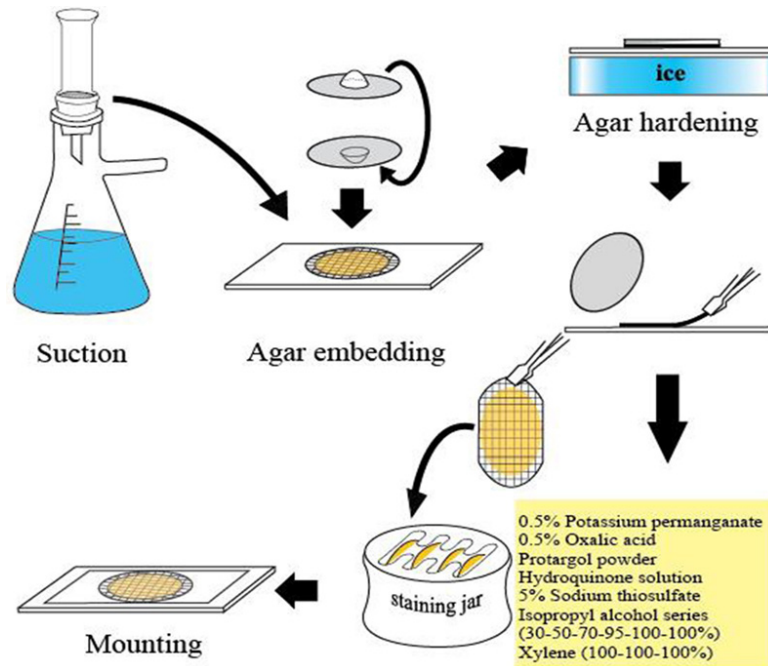 ice
Agar hardening
Suction
Agar embedding
0.5% Potassium permanganate
0.5% Oxalic acid
Protargol powder
Hydroquinone solution
5% Sodium thiosulfate
Isopropyl alcohol series
(30-50-70-95-100-100%)
Xylene (100-100-100%)
staining jar
Mounting